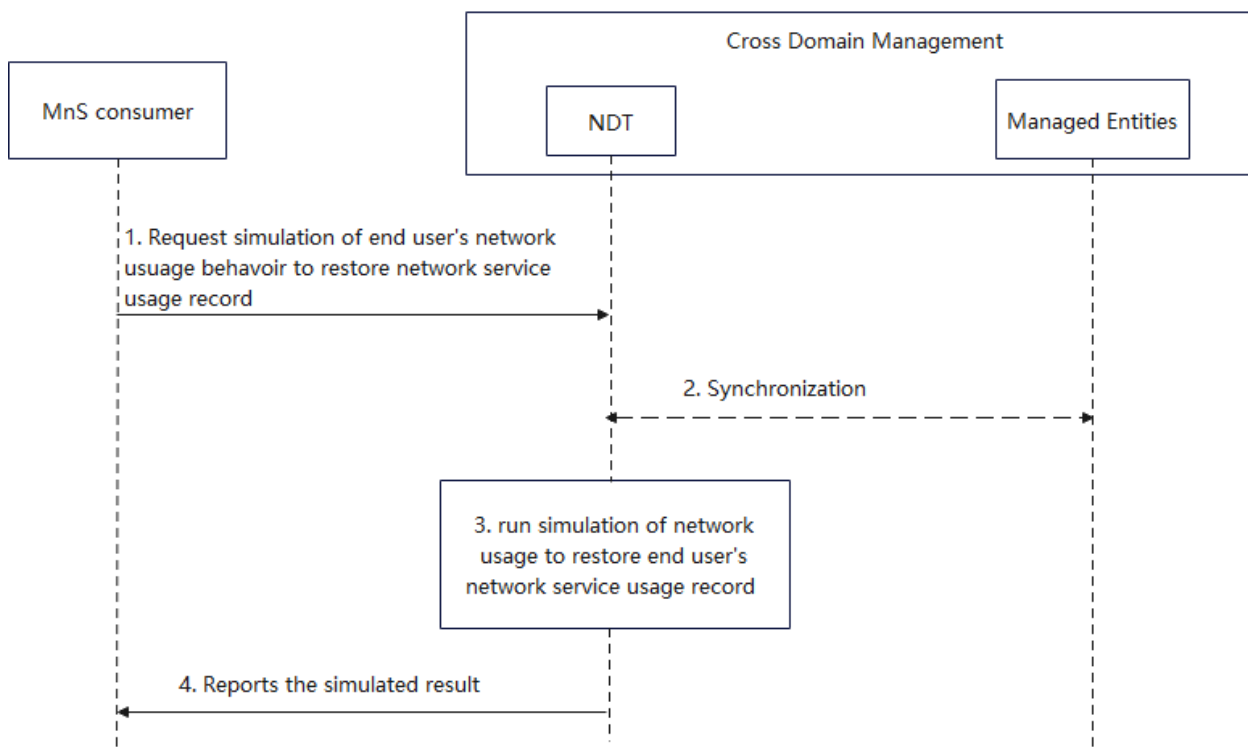 Cross Domain Management
MnS consumer
NDT
Managed Entities
1. Request simulation of end user's network
usuage behavoir to restore network service
usage record
2. Synchronization
3. run simulation of network
usage to restore end user's
network service usage record
4. Reports the simulated result